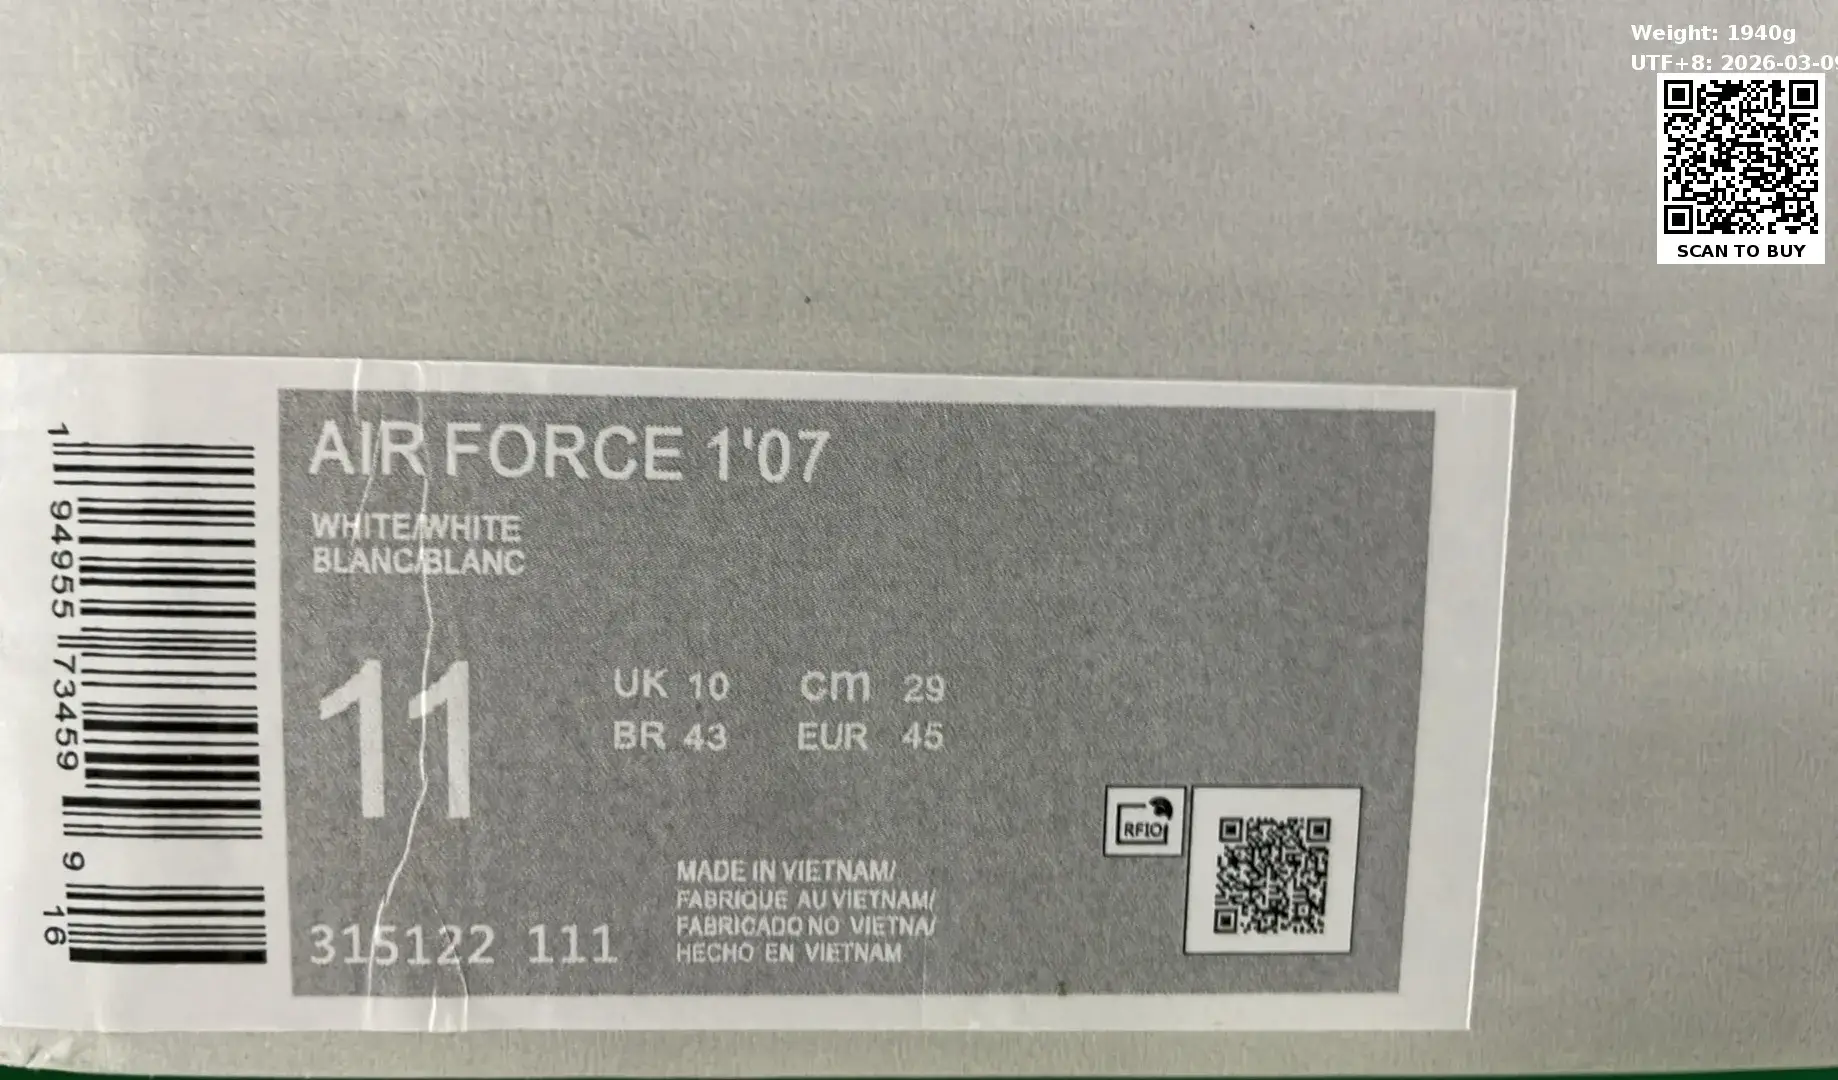 Weight: 1940g
UTF+8: 2026-03-09
SCAN TO BUY
AIR FORCE 1'07
WHITE/WHITE
BLANC/BLANC
11
UK 10 cm 29
BR 43 EUR 45
RFID
MADE IN VIETNAM/
FABRIQUE AU VIETNAM/
FABRICADO NO VIETNA/
HECHO EN VIETNAM
315122 111
1 94955 73459 9 16